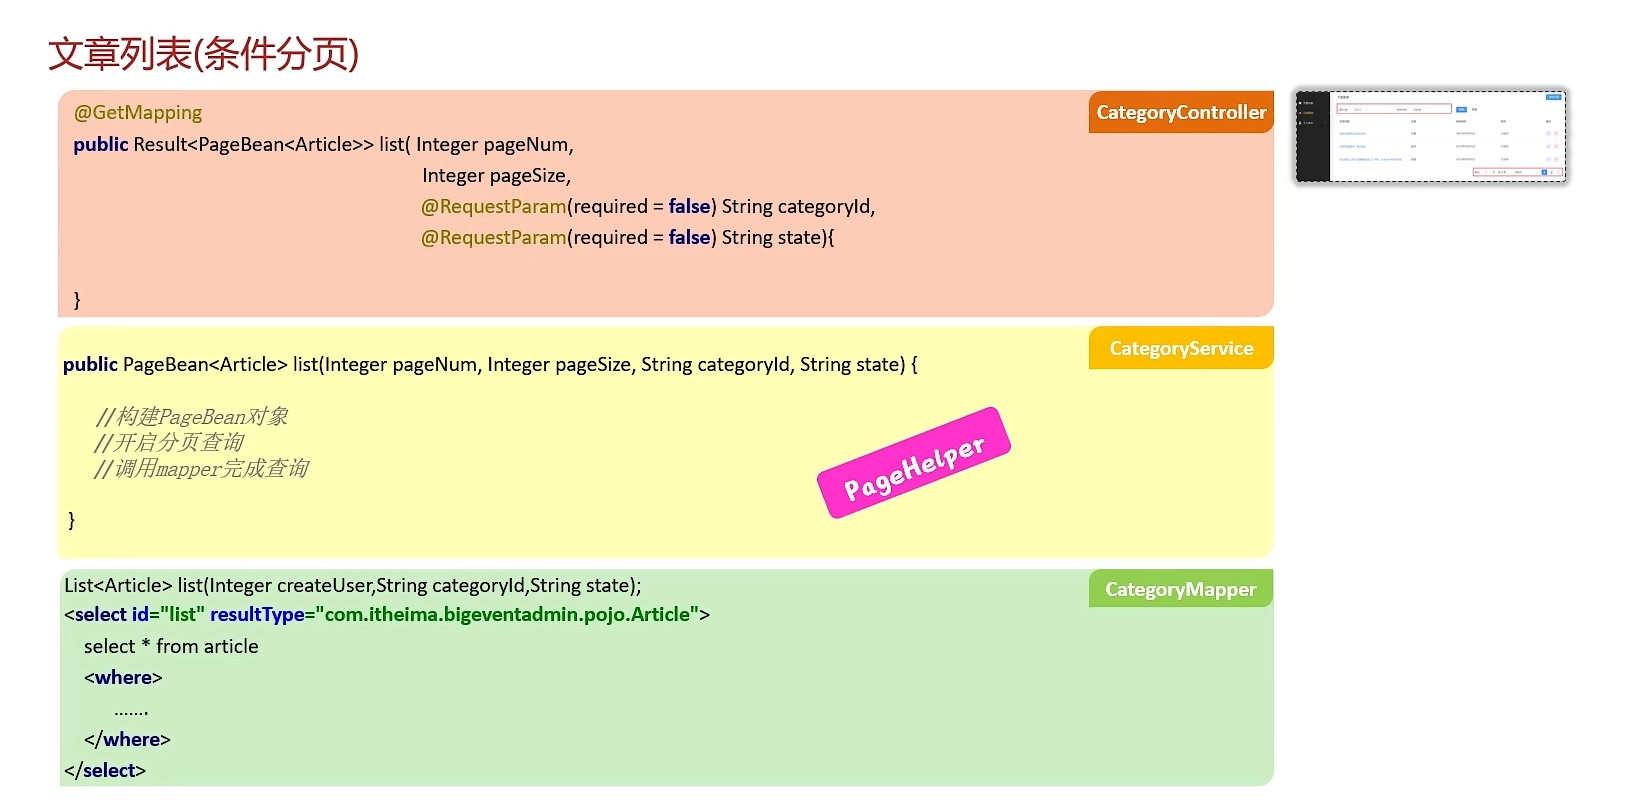 文章列表(条件分页)
@GetMapping
CategoryController
public Result<PageBean<Article>> list( Integer pageNum,
Integer pageSize,
@RequestParam(required = false) String categoryId,
@RequestParam(required = false) String state){
}
CategoryService
public PageBean<Article> list(Integer pageNum, Integer pageSize, String categoryId, String state) {
//构建PageBean对象
//开启分页查询
//调用mapper完成查询
PageHelper
}
List<Article> list(Integer createUser,String categoryId,String state);
CategoryMapper
<select id="list" resultType="com.itheima.bigeventadmin.pojo.Article">
select * from article
<where>
.......
</where>
</select>